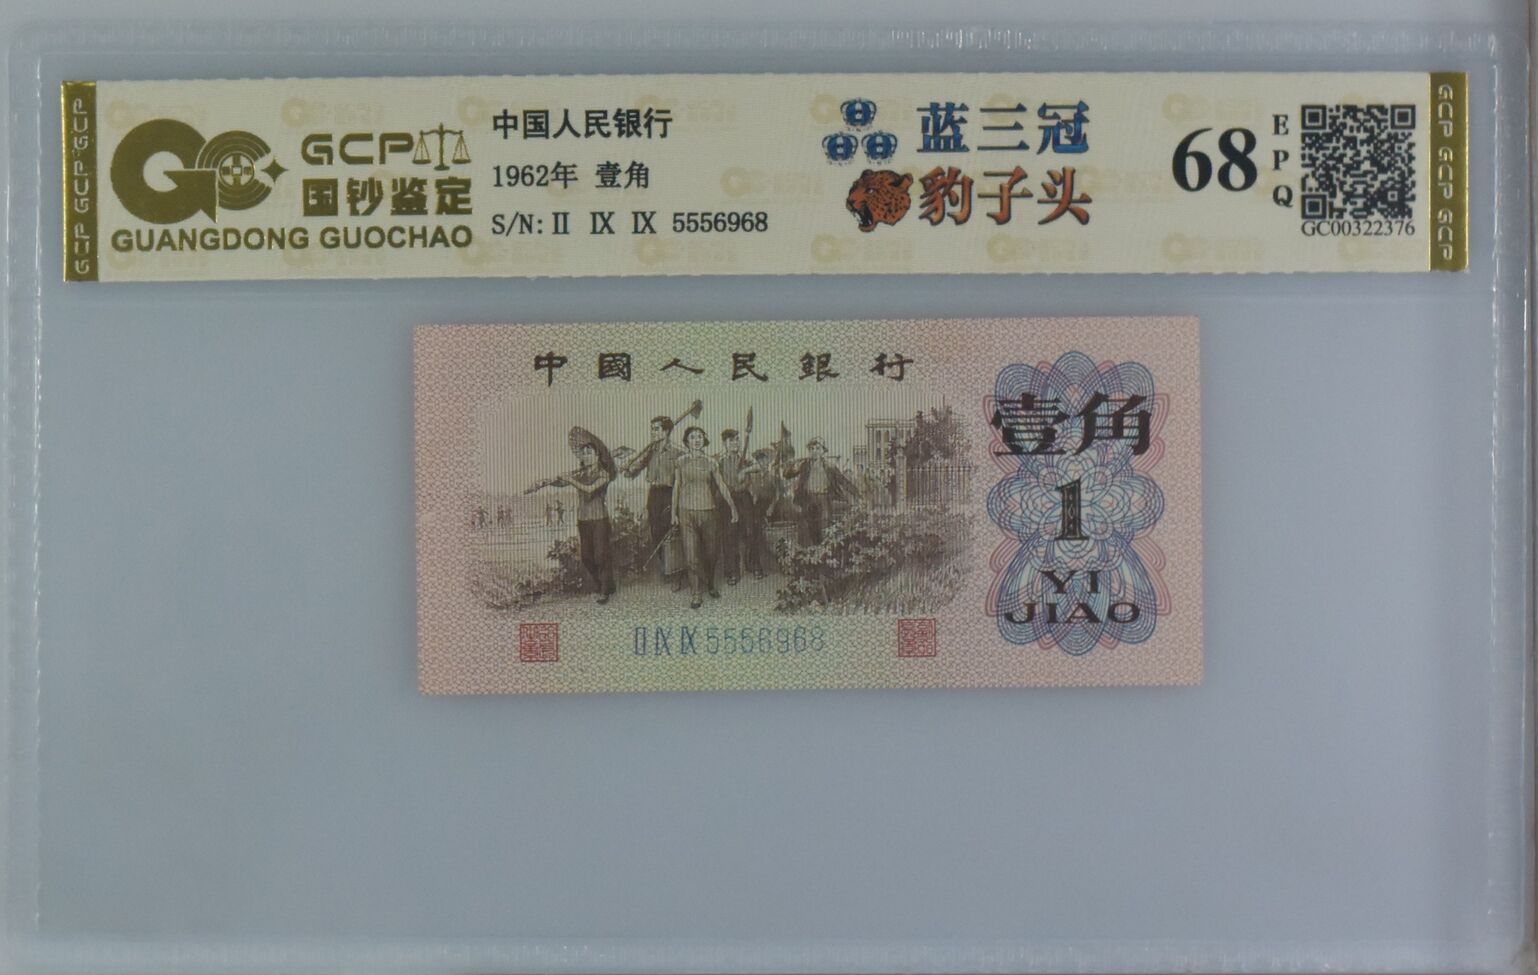 GCP GCP GCP
GCP
国钞鉴定
GUANGDONG GUOCHAO
中国人民银行
1962年 壹角
S/N: II IX IX 5556968
蓝三冠
豹子头
68
EPQ
GC00322376
GCP GCP GCP
中國人民銀行
壹角
1
YI
JIAO
II IX IX 5556968